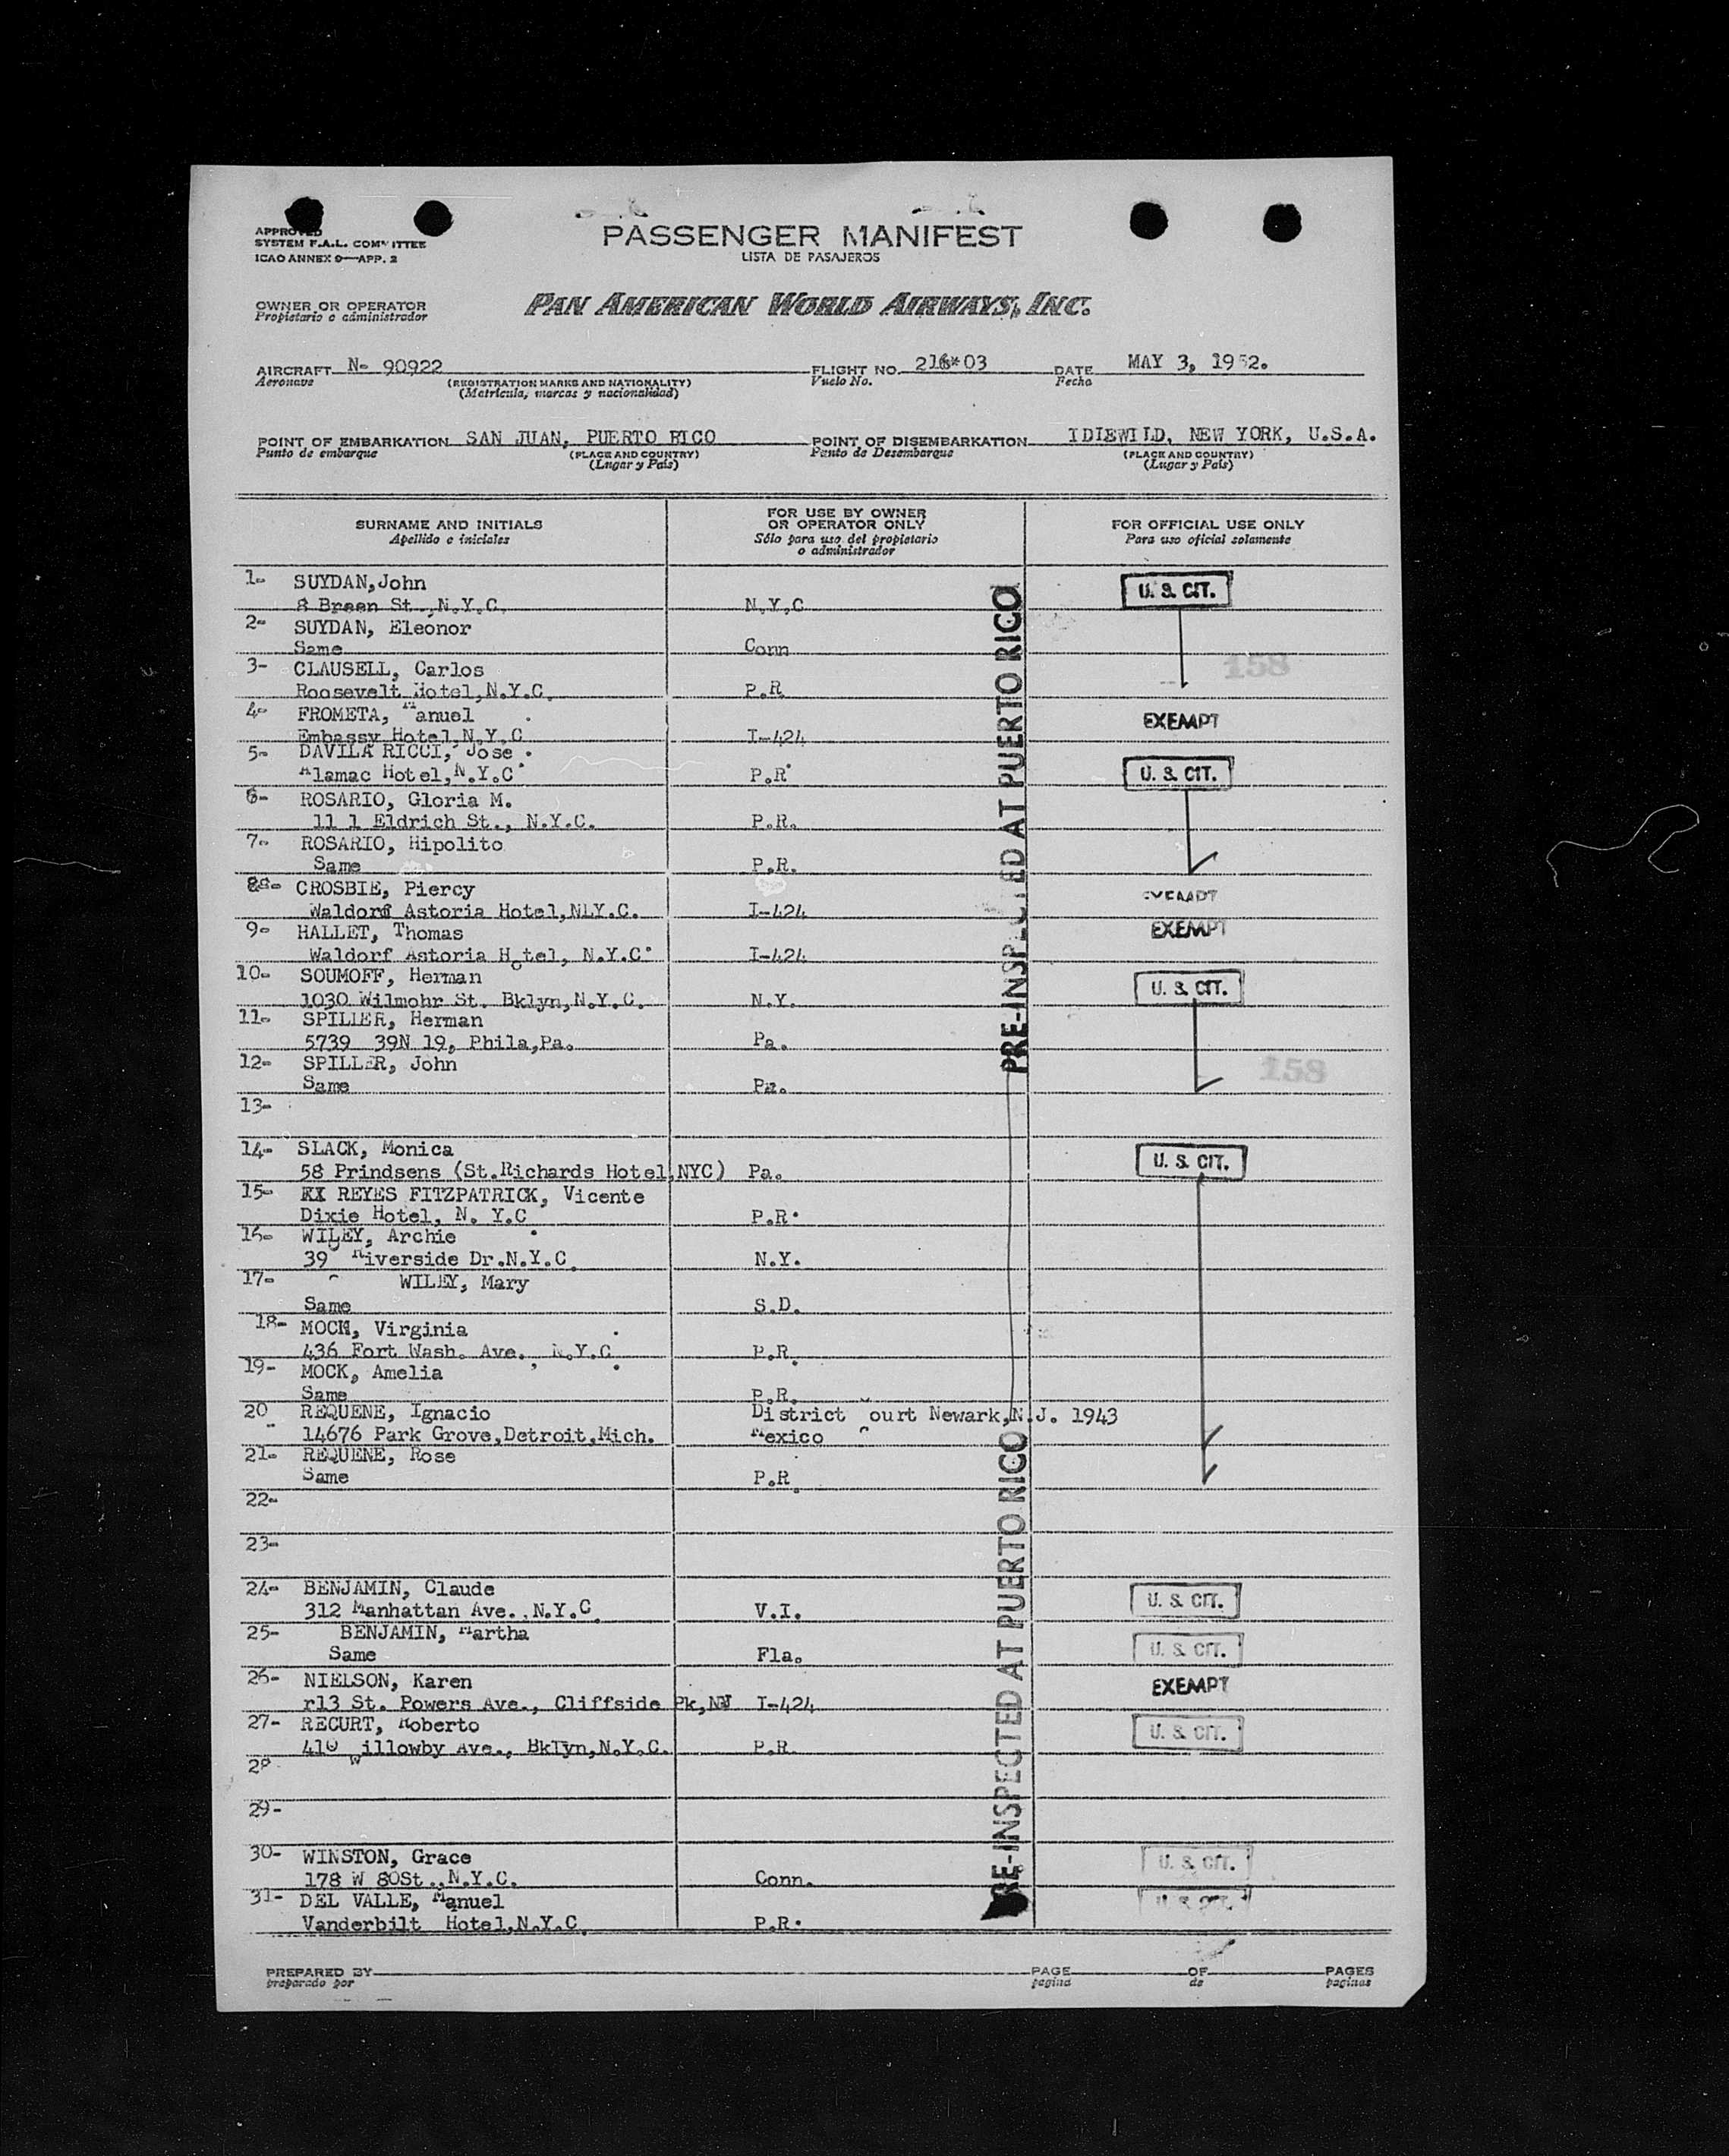 APPROVED
SYSTEM F.A.L. COMMITTEE
ICAO ANNEX 9—APP. 2
PASSENGER MANIFEST
LISTA DE PASAJEROS
OWNER OR OPERATOR
Propietario o administrador
PAN AMERICAN WORLD AIRWAYS, INC.
AIRCRAFT N- 90922
Aeronave
(REGISTRATION MARKS AND NATIONALITY)
(Matrícula, marcas y nacionalidad)
FLIGHT NO. 03
Vuelo No.
DATE MAY 3, 1952.
Fecha
POINT OF EMBARKATION SAN JUAN, PUERTO RICO
Punto de embarque
(PLACE AND COUNTRY)
(Lugar y País)
POINT OF DISEMBARKATION IDIEWILD, NEW YORK, U.S.A.
Punto de Desembarque
(PLACE AND COUNTRY)
(Lugar y País)
SURNAME AND INITIALS
Apellido e iniciales
FOR USE BY OWNER
OR OPERATOR ONLY
Sólo para uso del propietario
o administrador
FOR OFFICIAL USE ONLY
Para uso oficial solamente
1- SUYDAN,John
8 Breen St.,N.Y.C. N.Y.C
U. S. CIT.
2- SUYDAN, Eleonor
Same Conn
158
3- CLAUSELL, Carlos
Roosevelt Hotel,N.Y.C. P.R.
4- FROMETA, Manuel
Embassy Hotel,N.Y.C I-424
EXEMPT
5- DAVILA RICCI, Jose
Alamac Hotel,N.Y.C. P.R.
U. S. CIT.
6- ROSARIO, Gloria M.
11 1 Eldrich St., N.Y.C. P.R.
7- ROSARIO, Hipolito
Same P.R.
8- CROSBIE, Piercy
Waldorf Astoria Hotel,NLY.C. I-424
EXEMPT
9- HALLET, Thomas
Waldorf Astoria Hotel, N.Y.C. I-424
EXEMPT
10- SOUMOFF, Herman
1030 Wilmohr St. Bklyn,N.Y.C. N.Y.
U. S. CIT.
11- SPILLER, Herman
5739 39N 19, Phila,Pa. Pa.
12- SPILLER, John
Same Pa.
158
13-
14- SLACK, Monica
58 Prindsens (St.Richards Hotel,NYC) Pa.
U. S. CIT.
15- REYES FITZPATRICK, Vicente
Dixie Hotel, N. Y.C P.R.
16- WILEY, Archie
39 Riverside Dr.N.Y.C. N.Y.
17- WILEY, Mary
Same S.D.
18- MOCK, Virginia
436 Fort Wash. Ave., N.Y.C. P.R.
19- MOCK, Amelia
Same P.R.
20 REQUENE, Ignacio District Court Newark,N.J. 1943
14676 Park Grove,Detroit,Mich. Mexico
21- REQUENE, Rose
Same P.R.
22-
23-
24- BENJAMIN, Claude
312 Manhattan Ave.,N.Y.C. V.I.
U. S. CIT.
25- BENJAMIN, Martha
Same Fla.
U. S. CIT.
26- NIELSON, Karen
r13 St. Powers Ave., Cliffside Pk,NJ I-424
EXEMPT
27- RECURT, Roberto
410 Willowby Ave., Bklyn,N.Y.C. P.R.
U. S. CIT.
28-
29-
30- WINSTON, Grace
178 W 80St.,N.Y.C. Conn.
U. S. CIT.
31- DEL VALLE, Manuel
Vanderbilt Hotel,N.Y.C. P.R.
U. S. CIT.
PRE-INSPECTED AT PUERTO RICO
PRE-INSPECTED AT PUERTO RICO
PREPARED BY
preparado por
PAGE OF PAGES
pagina de paginas